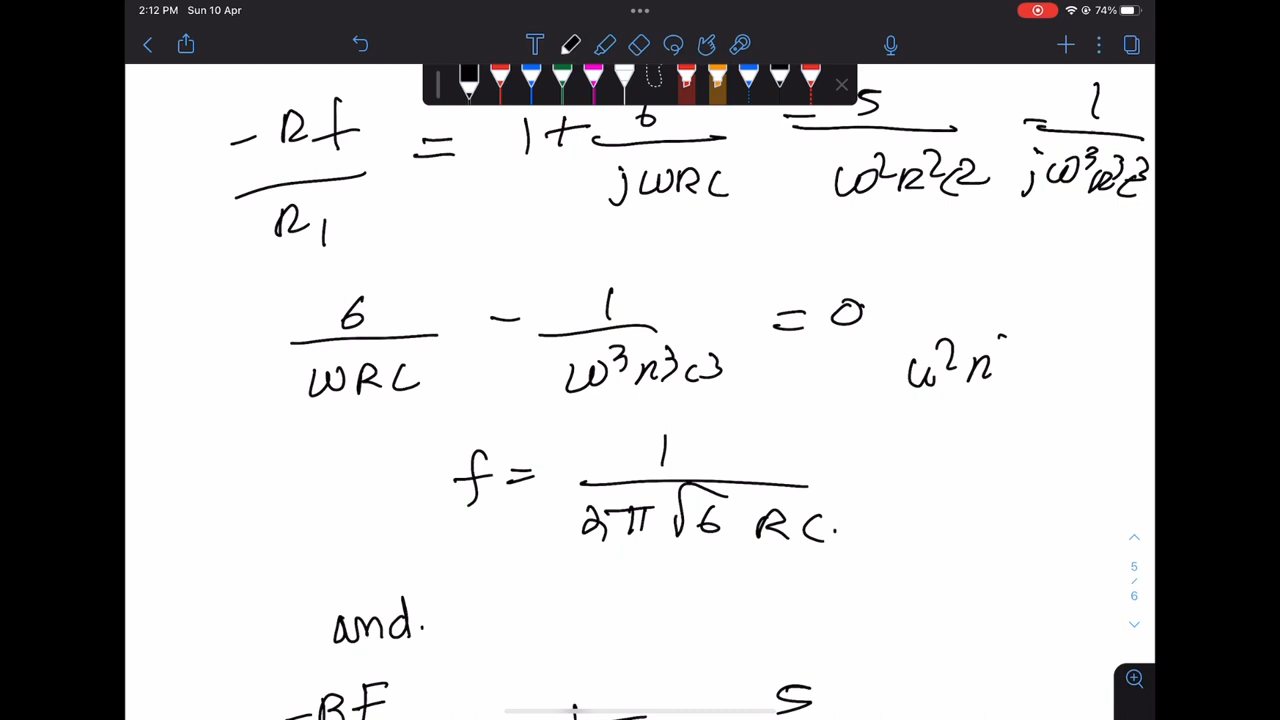 2:12 PM Sun 10 Apr
74%
T
-Rf/R1 = 1 + 6/jωRC = 5/ω²R²C² = 1/jω³R³C³
6/ωRC - 1/ω³R³C³ = 0
ω²R
f = 1/2π√6 RC.
5
/
6
and.
-RF
5